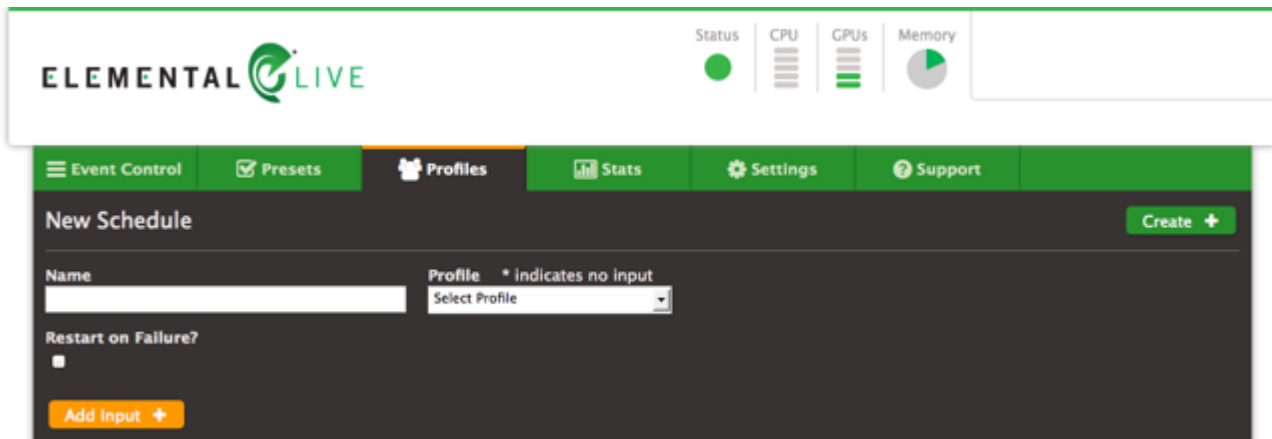 Status CPU GPUs Memory
ELEMENTAL LIVE
Event Control Presets Profiles Stats Settings Support
New Schedule Create +
Name Profile * indicates no input
Select Profile
Restart on Failure?
Add Input +